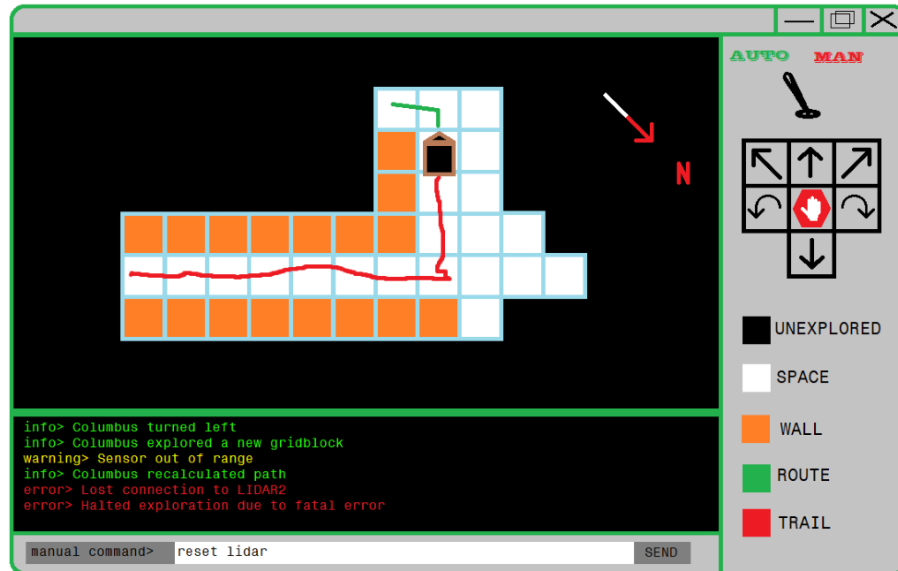 AUTO MAN
N
UNEXPLORED
SPACE
WALL
ROUTE
TRAIL
info> Columbus turned left
info> Columbus explored a new gridblock
warning> Sensor out of range
info> Columbus recalculated path
error> Lost connection to LIDAR2
error> Halted exploration due to fatal error
manual command> reset lidar SEND